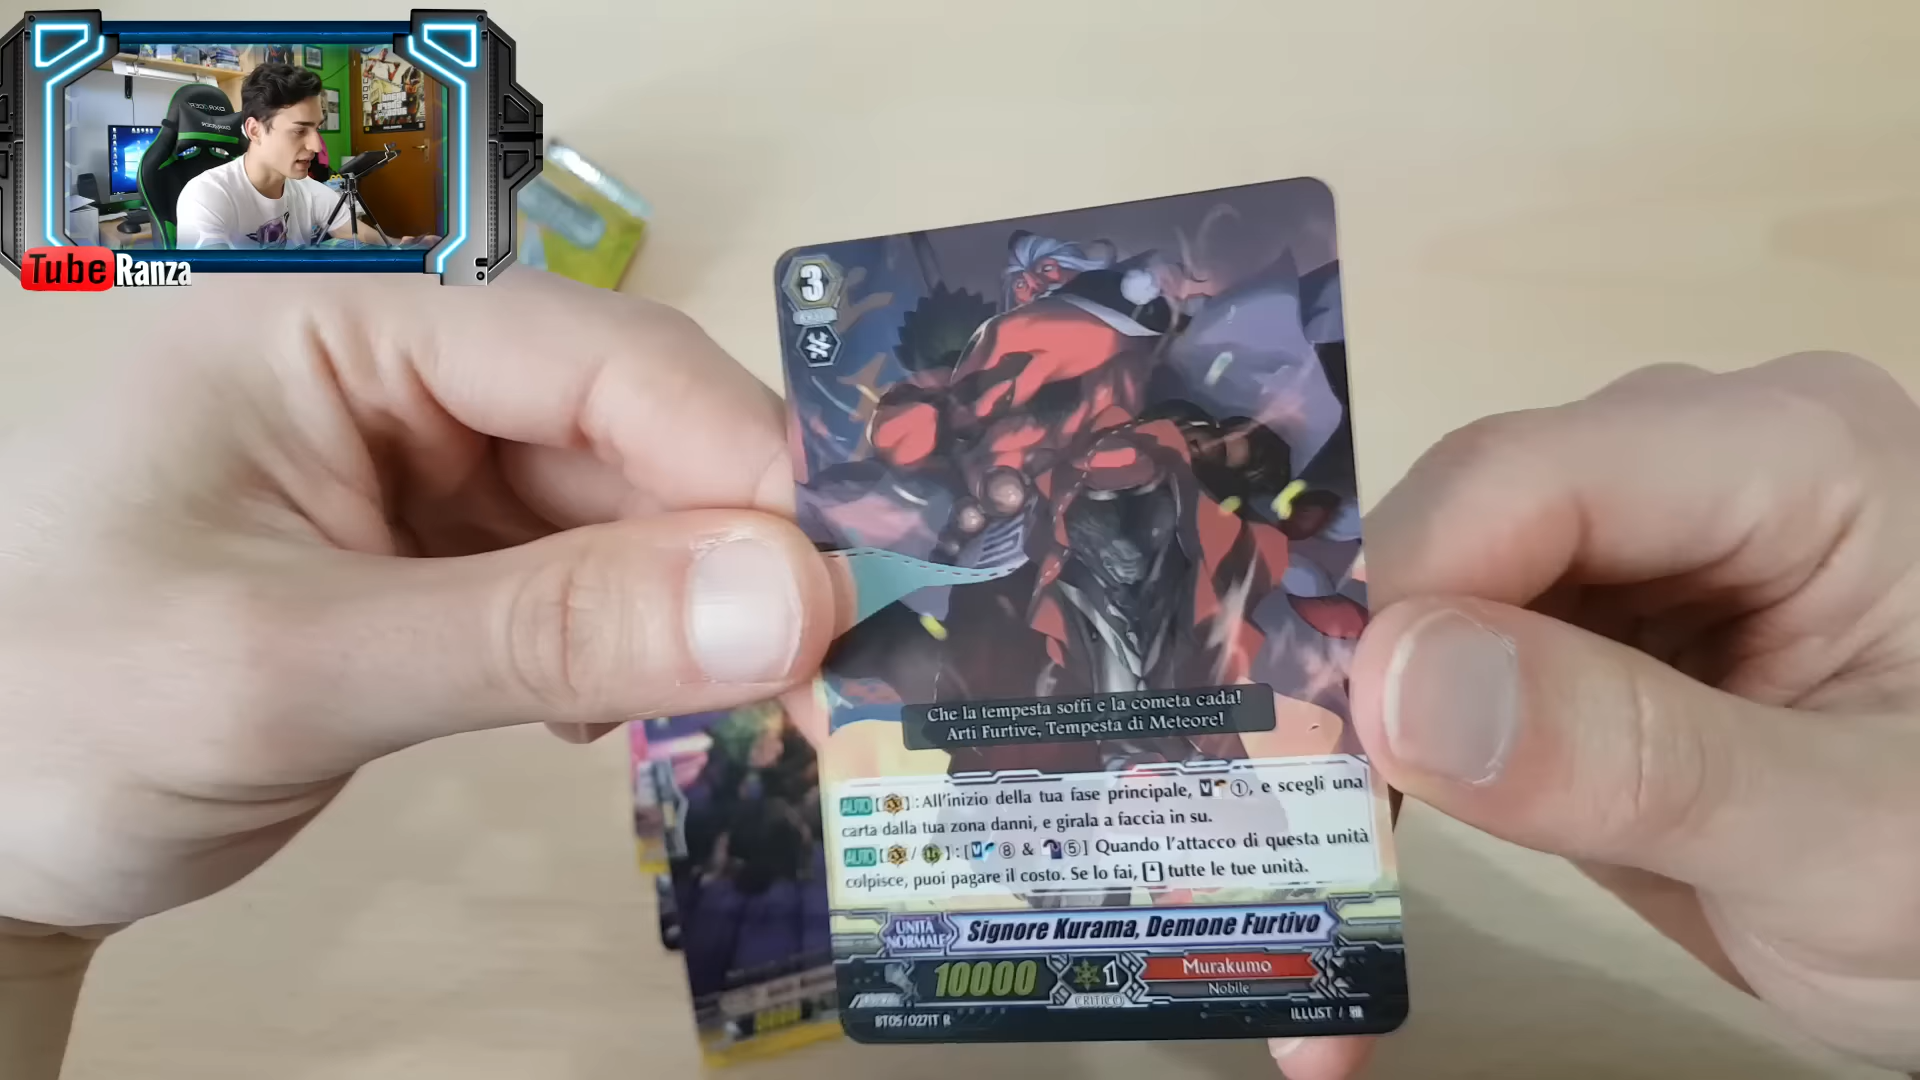 Tube Ranza
3
Che la tempesta soffi e la cometa cada!
Arti Furtive, Tempesta di Meteore!
AUTO [ ]: All'inizio della tua fase principale, ①, e scegli una
carta dalla tua zona danni, e girala a faccia in su.
AUTO [ / ]: [ ⑧ & ⑤] Quando l'attacco di questa unità
colpisce, puoi pagare il costo. Se lo fai, tutte le tue unità.
UNITÀ
NORMALE
Signore Kurama, Demone Furtivo
10000
1
CRITICO
Murakumo
Nobile
BT05/027IT R
ILLUST /